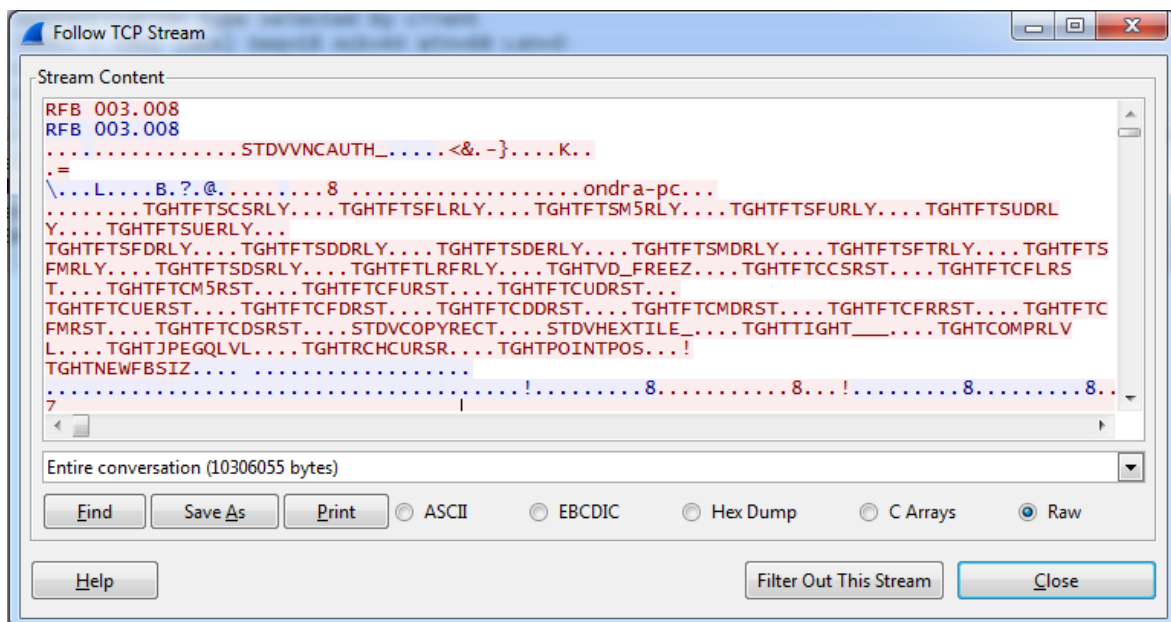 Follow TCP Stream
Stream Content
RFB 003.008
RFB 003.008
................STDVVNCAUTH_.....<&.-}....K..
.=
\...L....B.?.@..........8 ...................ondra-pc...
........TGHTFTSCSRLY....TGHTFTSFLRLY....TGHTFTSM5RLY....TGHTFTSFURLY....TGHTFTSUDRL
Y....TGHTFTSUERLY...
TGHTFTSFDRLY....TGHTFTSDDRLY....TGHTFTSDERLY....TGHTFTSMDRLY....TGHTFTSFTRLY....TGHTFTS
FMRLY....TGHTFTSDSRLY....TGHTFTLRFRLY....TGHTVD_FREEZ....TGHTFTCCSRST....TGHTFTCFLRS
T....TGHTFTCM5RST....TGHTFTCFURST....TGHTFTCUDRST...
TGHTFTCUERST....TGHTFTCFDRST....TGHTFTCDDRST....TGHTFTCMDRST....TGHTFTCFRRST....TGHTFTC
FMRST....TGHTFTCDSRST....STDVCOPYRECT....STDVHEXTILE_....TGHTTIGHT___....TGHTCOMPRLV
L....TGHTJPEGQLVL....TGHTRCHCURSR....TGHTPOINTPOS...!
TGHTNEWFBSIZ.... ..................
.........................................!.........8...........8...!.........8.........8..
7
Entire conversation (10306055 bytes)
Find
Save As
Print
ASCII
EBCDIC
Hex Dump
C Arrays
Raw
Help
Filter Out This Stream
Close